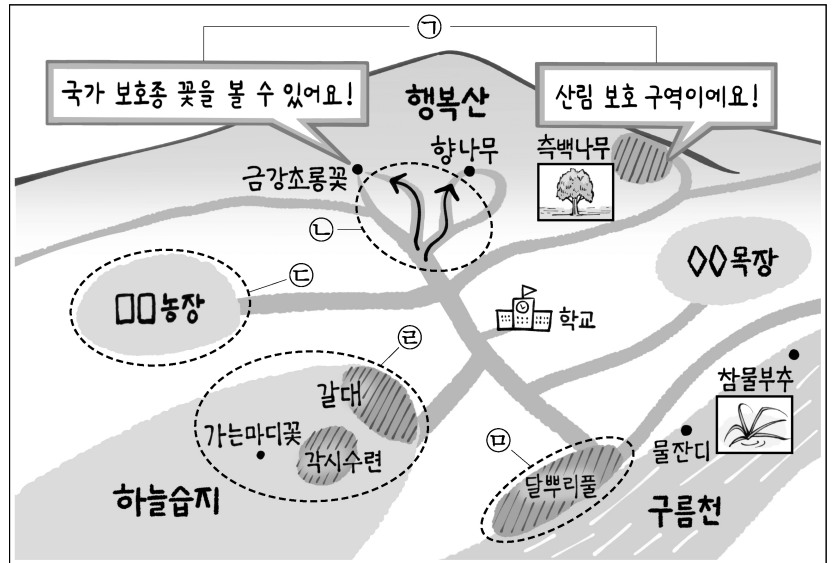 ㉠
국가 보호종 꽃을 볼 수 있어요!
행복산
산림 보호 구역이에요!
향나무
측백나무
금강초롱꽃
㉡
㉢
◊◊목장
□□농장
학교
㉣
갈대
참물부추
가는마디꽃
㉤
각시수련
물잔디
달뿌리풀
하늘습지
구름천